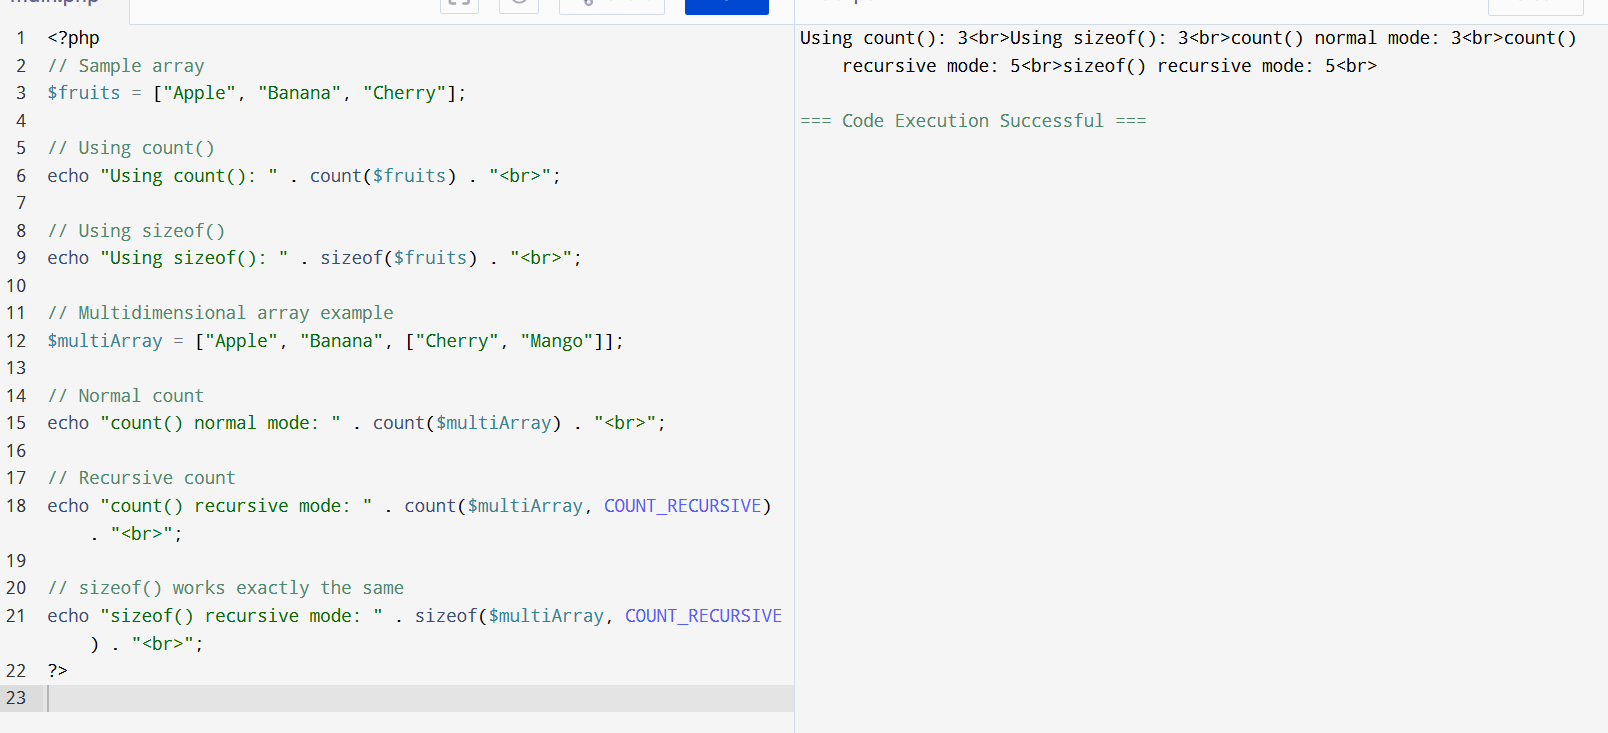 1 <?php
2 // Sample array
3 $fruits = ["Apple", "Banana", "Cherry"];
4
5 // Using count()
6 echo "Using count(): " . count($fruits) . "<br>";
7
8 // Using sizeof()
9 echo "Using sizeof(): " . sizeof($fruits) . "<br>";
10
11 // Multidimensional array example
12 $multiArray = ["Apple", "Banana", ["Cherry", "Mango"]];
13
14 // Normal count
15 echo "count() normal mode: " . count($multiArray) . "<br>";
16
17 // Recursive count
18 echo "count() recursive mode: " . count($multiArray, COUNT_RECURSIVE)
. "<br>";
19
20 // sizeof() works exactly the same
21 echo "sizeof() recursive mode: " . sizeof($multiArray, COUNT_RECURSIVE
) . "<br>";
22 ?>
23
Using count(): 3<br>Using sizeof(): 3<br>count() normal mode: 3<br>count()
recursive mode: 5<br>sizeof() recursive mode: 5<br>
=== Code Execution Successful ===